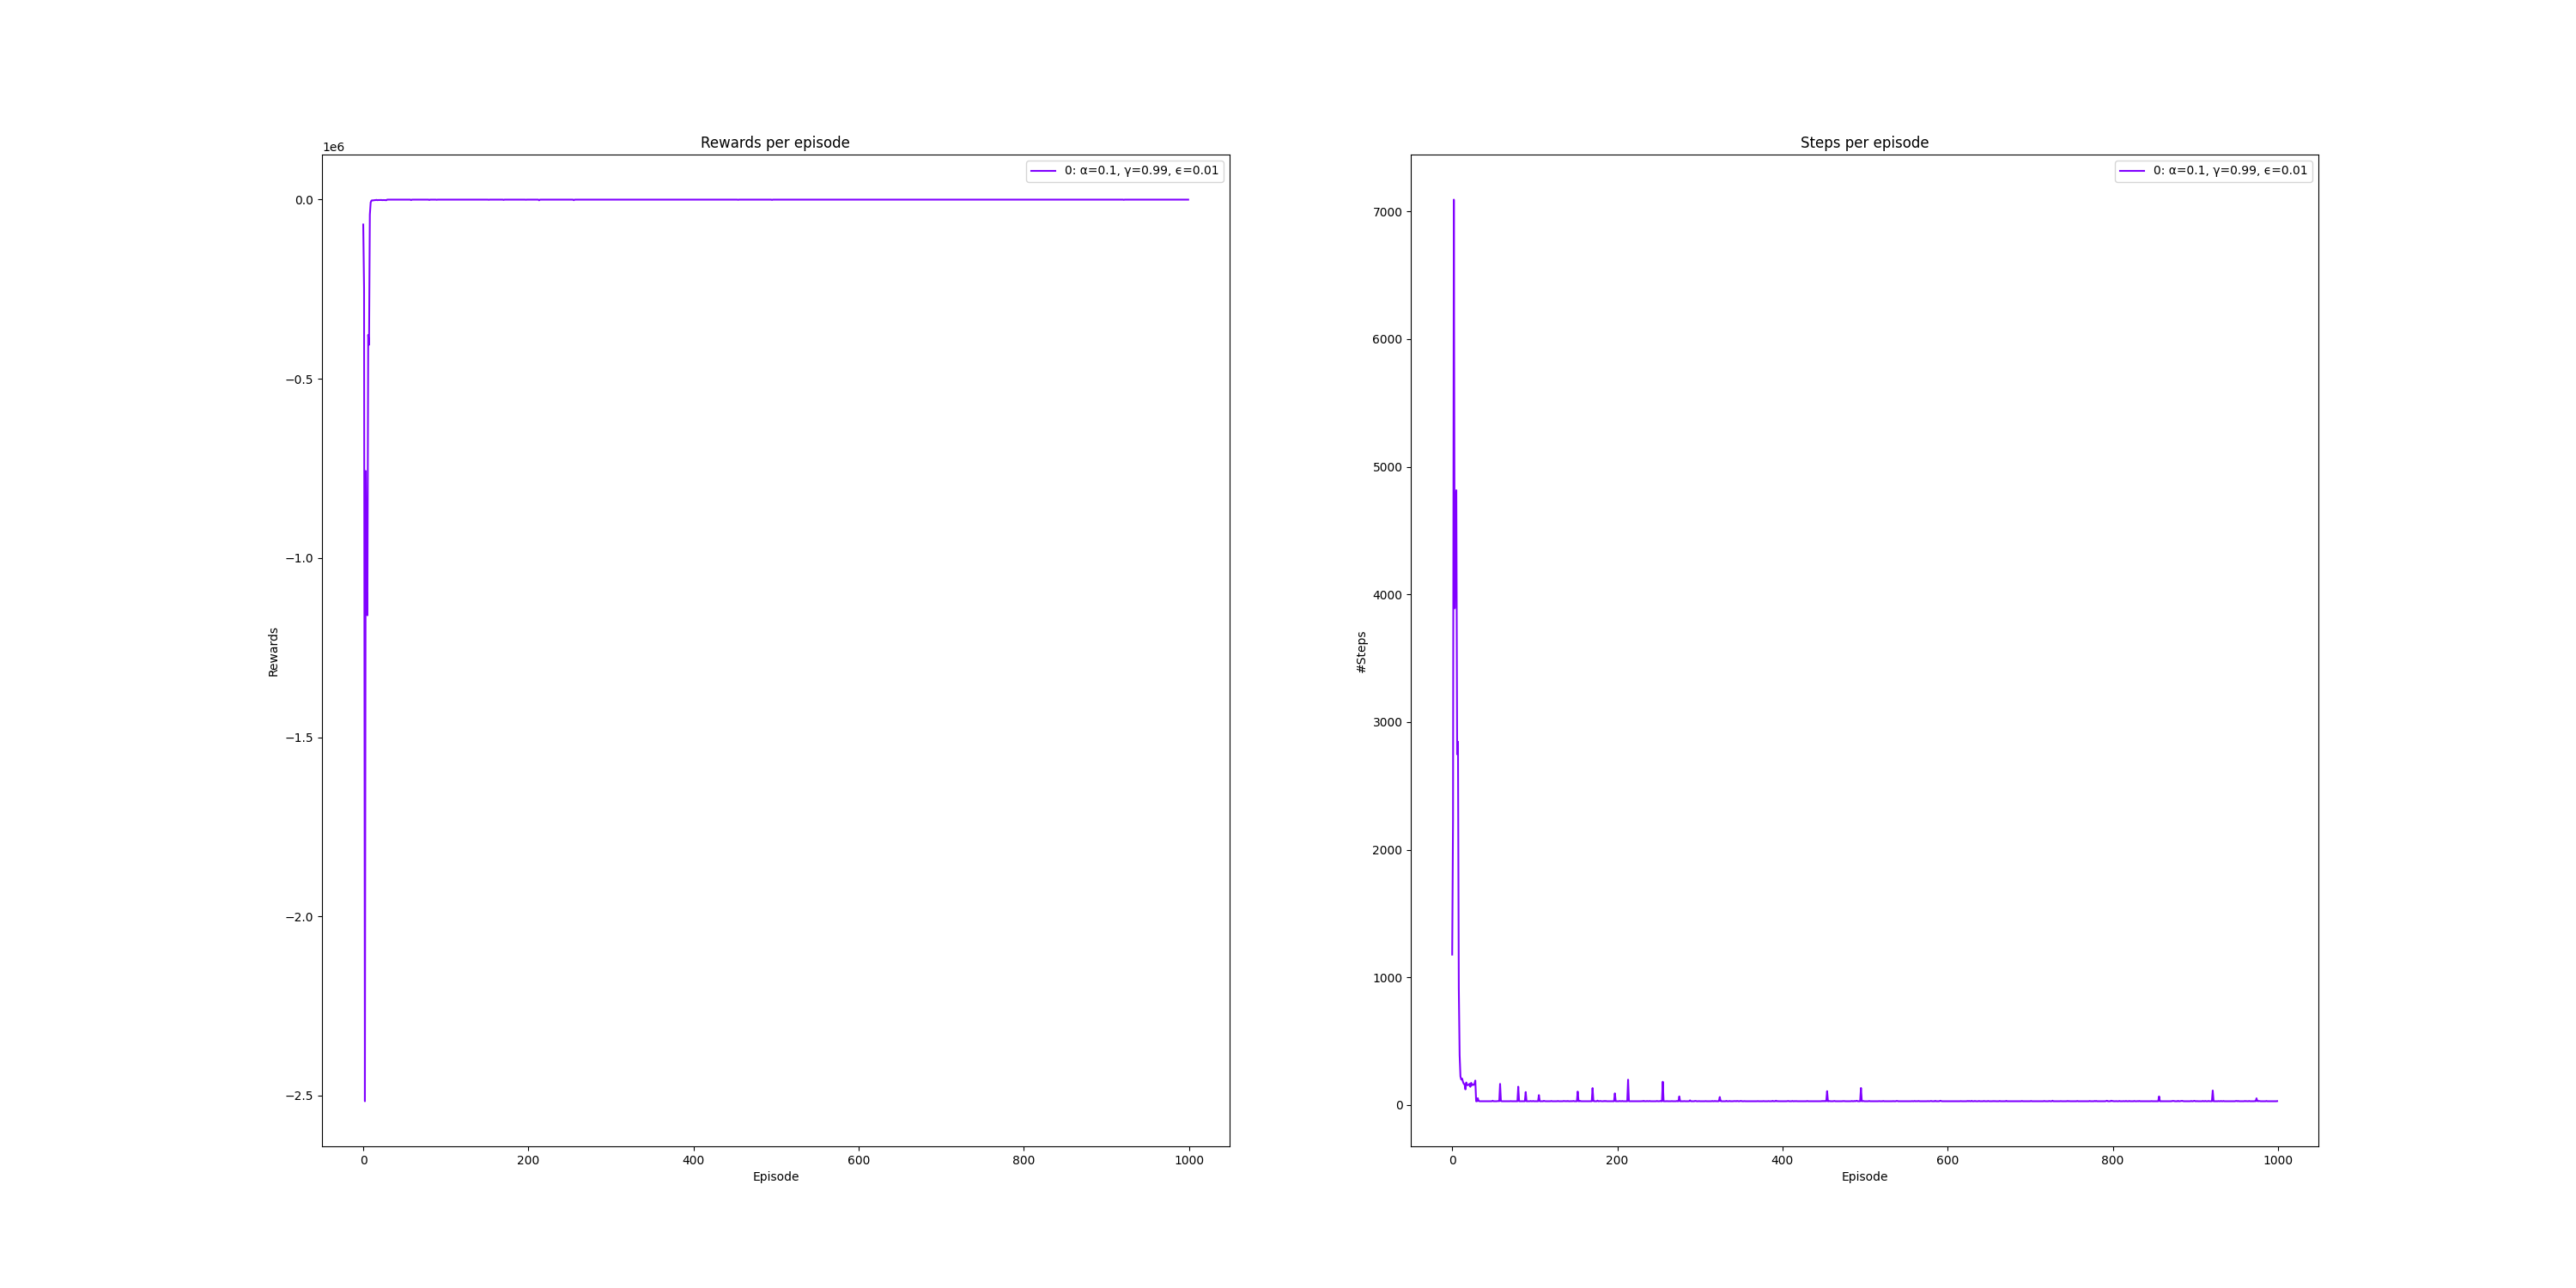 Rewards per episode
1e6
0: α=0.1, γ=0.99, ϵ=0.01
0.0
−0.5
−1.0
−1.5
−2.0
−2.5
Rewards
0 200 400 600 800 1000
Episode
Steps per episode
0: α=0.1, γ=0.99, ϵ=0.01
7000
6000
5000
4000
3000
2000
1000
0
#Steps
0 200 400 600 800 1000
Episode